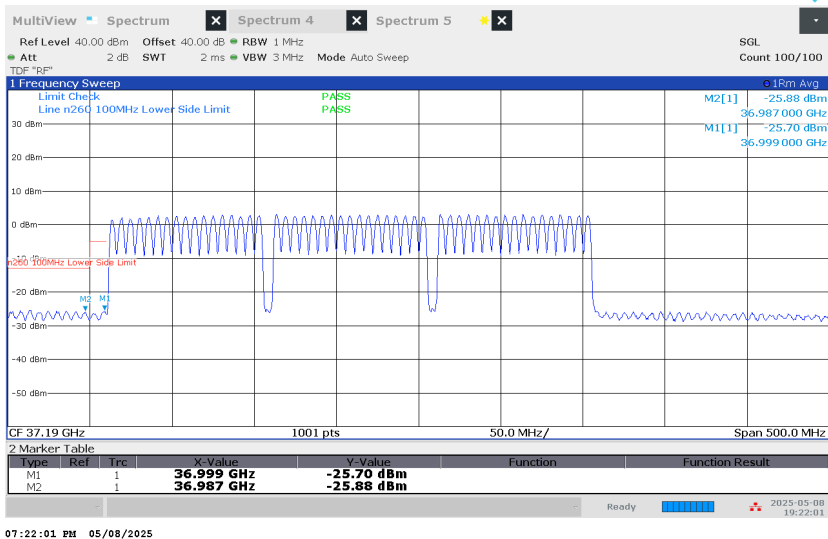 MultiView Spectrum Spectrum 4 Spectrum 5
Ref Level 40.00 dBm Offset 40.00 dB RBW 1 MHz SGL
Att 2 dB SWT 2 ms VBW 3 MHz Mode Auto Sweep Count 100/100
TDF "RF"
1 Frequency Sweep 1Rm Avg
Limit Check PASS M2[1] -25.88 dBm
Line n260 100MHz Lower Side Limit PASS 36.987 000 GHz
30 dBm M1[1] -25.70 dBm
36.999 000 GHz
20 dBm
10 dBm
0 dBm
-10 dBm
n260 100MHz Lower Side Limit
-20 dBm
M2 M1
-30 dBm
-40 dBm
-50 dBm
CF 37.19 GHz 1001 pts 50.0 MHz/ Span 500.0 MHz
2 Marker Table
Type Ref Trc X-Value Y-Value Function Function Result
M1 1 36.999 GHz -25.70 dBm
M2 1 36.987 GHz -25.88 dBm
Ready 2025-05-08
19:22:01
07:22:01 PM 05/08/2025